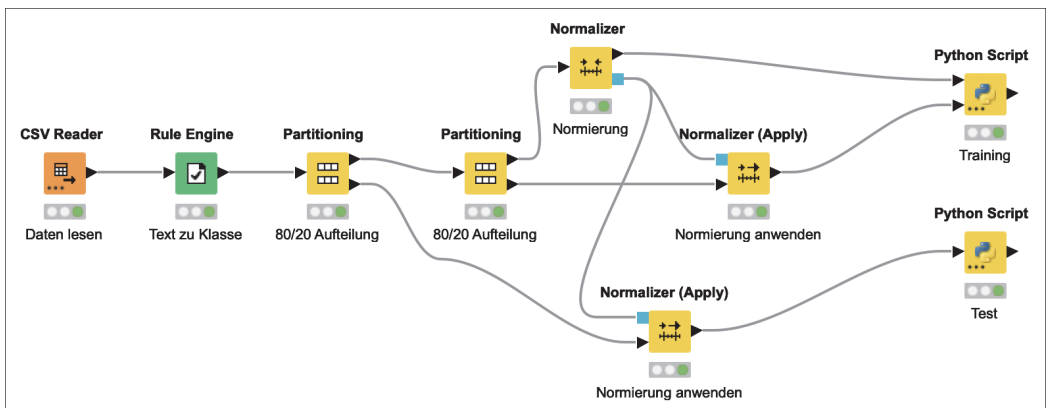 Normalizer
Normierung
Python Script
Training
CSV Reader
Daten lesen
Rule Engine
Text zu Klasse
Partitioning
80/20 Aufteilung
Partitioning
80/20 Aufteilung
Normalizer (Apply)
Normierung anwenden
Python Script
Test
Normalizer (Apply)
Normierung anwenden